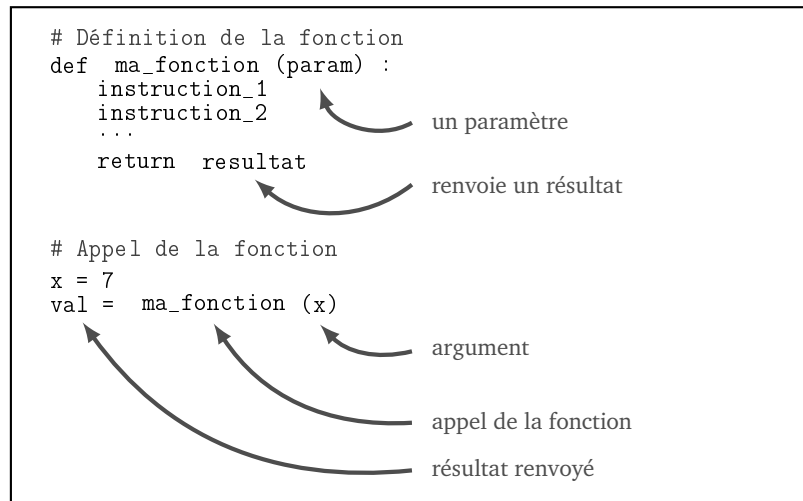 # Définition de la fonction
def ma_fonction (param) :
instruction_1
instruction_2
...
un paramètre
return resultat
renvoie un résultat
# Appel de la fonction
x = 7
val = ma_fonction (x)
argument
appel de la fonction
résultat renvoyé